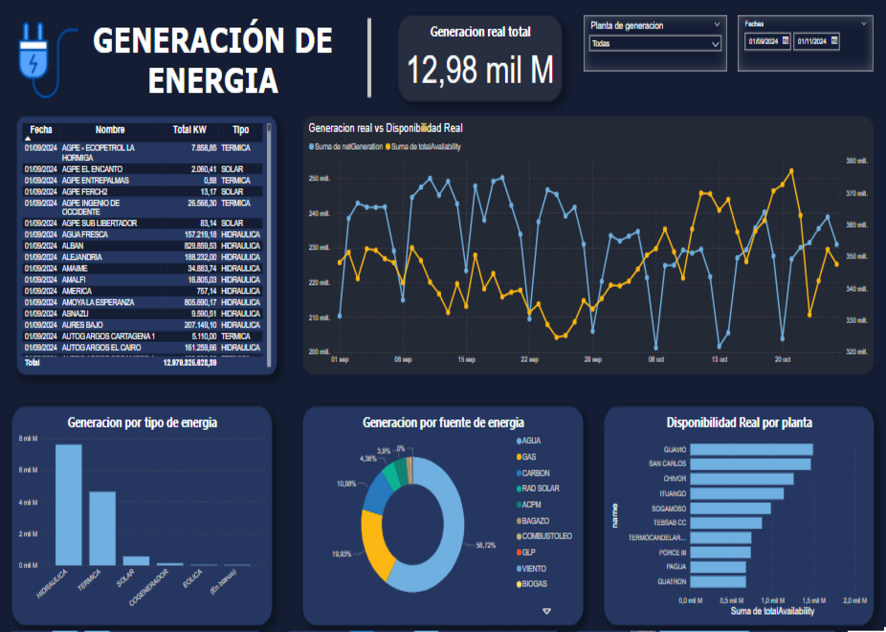 GENERACIÓN DE
ENERGIA
Generacion real total
12,98 mil M
Planta de generacion
Todas
Fechas
01/09/2024 01/11/2024
Fecha Nombre Total KW Tipo
01/09/2024 AGPE - ECOPETROL LA HORMIGA 7.858,85 TERMICA
01/09/2024 AGPE EL ENCANTO 2.060,41 SOLAR
01/09/2024 AGPE ENTREPALMAS 0,88 TERMICA
01/09/2024 AGPE FERCH2 13,17 SOLAR
01/09/2024 AGPE INGENIO DE OCCIDENTE 26.568,30 TERMICA
01/09/2024 AGPE SUB LIBERTADOR 83,14 SOLAR
01/09/2024 AGUA FRESCA 157.219,18 HIDRAULICA
01/09/2024 ALBAN 829.859,53 HIDRAULICA
01/09/2024 ALEJANDRIA 188.232,00 HIDRAULICA
01/09/2024 AMAIME 34.883,74 HIDRAULICA
01/09/2024 AMALFI 16.805,03 HIDRAULICA
01/09/2024 AMERICA 757,14 HIDRAULICA
01/09/2024 AMOYA LA ESPERANZA 805.690,17 HIDRAULICA
01/09/2024 ASNAZU 9.590,51 HIDRAULICA
01/09/2024 AURES BAJO 207.149,10 HIDRAULICA
01/09/2024 AUTOG ARGOS CARTAGENA 1 5.110,00 TERMICA
01/09/2024 AUTOG ARGOS EL CAIRO 161.259,66 HIDRAULICA
Total 12.979.326.828,39
Generacion real vs Disponibilidad Real
Suma de netGeneration Suma de totalAvailability
250 mill.
240 mill.
230 mill.
220 mill.
210 mill.
200 mill.
380 mill.
370 mill.
360 mill.
350 mill.
340 mill.
330 mill.
320 mill.
01 sep 08 sep 15 sep 22 sep 29 sep 06 oct 13 oct 20 oct
Generacion por tipo de energia
8 mil M
6 mil M
4 mil M
2 mil M
0 mil M
HIDRAULICA TERMICA SOLAR COGENERADOR EOLICA (En blanco)
Generacion por fuente de energia
58,72%
19,93%
10,98%
4,36%
3,9%
0%
AGUA
GAS
CARBON
RAD SOLAR
ACPM
BAGAZO
COMBUSTOLEO
GLP
VIENTO
BIOGAS
Disponibilidad Real por planta
name
GUAVIO
SAN CARLOS
CHIVOR
ITUANGO
SOGAMOSO
TEBSAB CC
TERMOCANDELAR...
PORCE III
PAGUA
GUATRON
0,0 mil M 0,5 mil M 1,0 mil M 1,5 mil M 2,0 mil M
Suma de totalAvailability